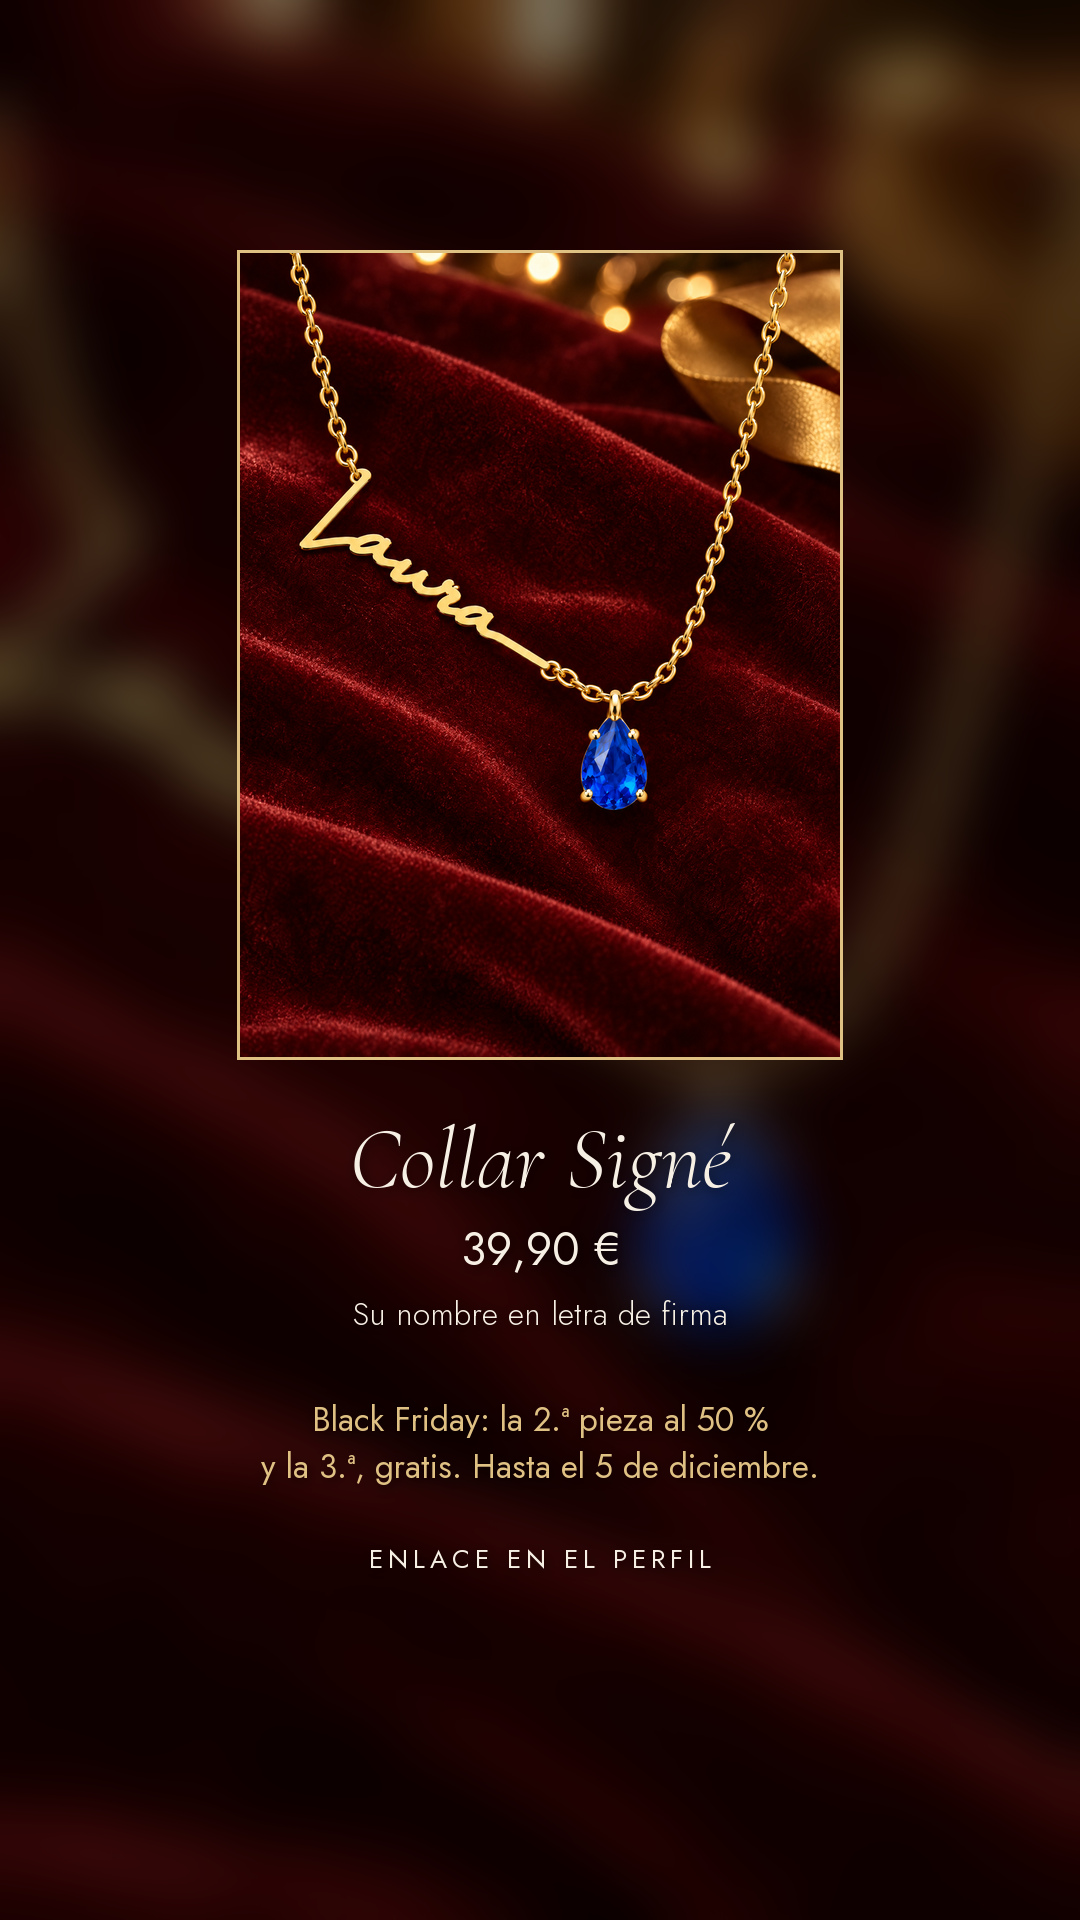 Laura
Collar Signé
39,90 €
Su nombre en letra de firma
Black Friday: la 2.ª pieza al 50 %
y la 3.ª, gratis. Hasta el 5 de diciembre.
ENLACE EN EL PERFIL